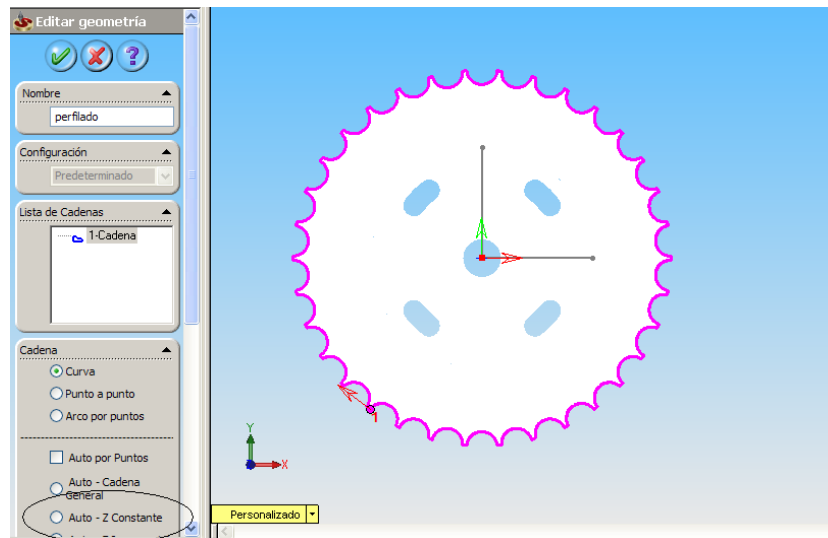 Editar geometría
?
Nombre
perfilado
Configuración
Predeterminado
Lista de Cadenas
1-Cadena
Cadena
Curva
Punto a punto
Arco por puntos
Auto por Puntos
Auto - Cadena
General
Auto - Z Constante
1
Y
X
Personalizado